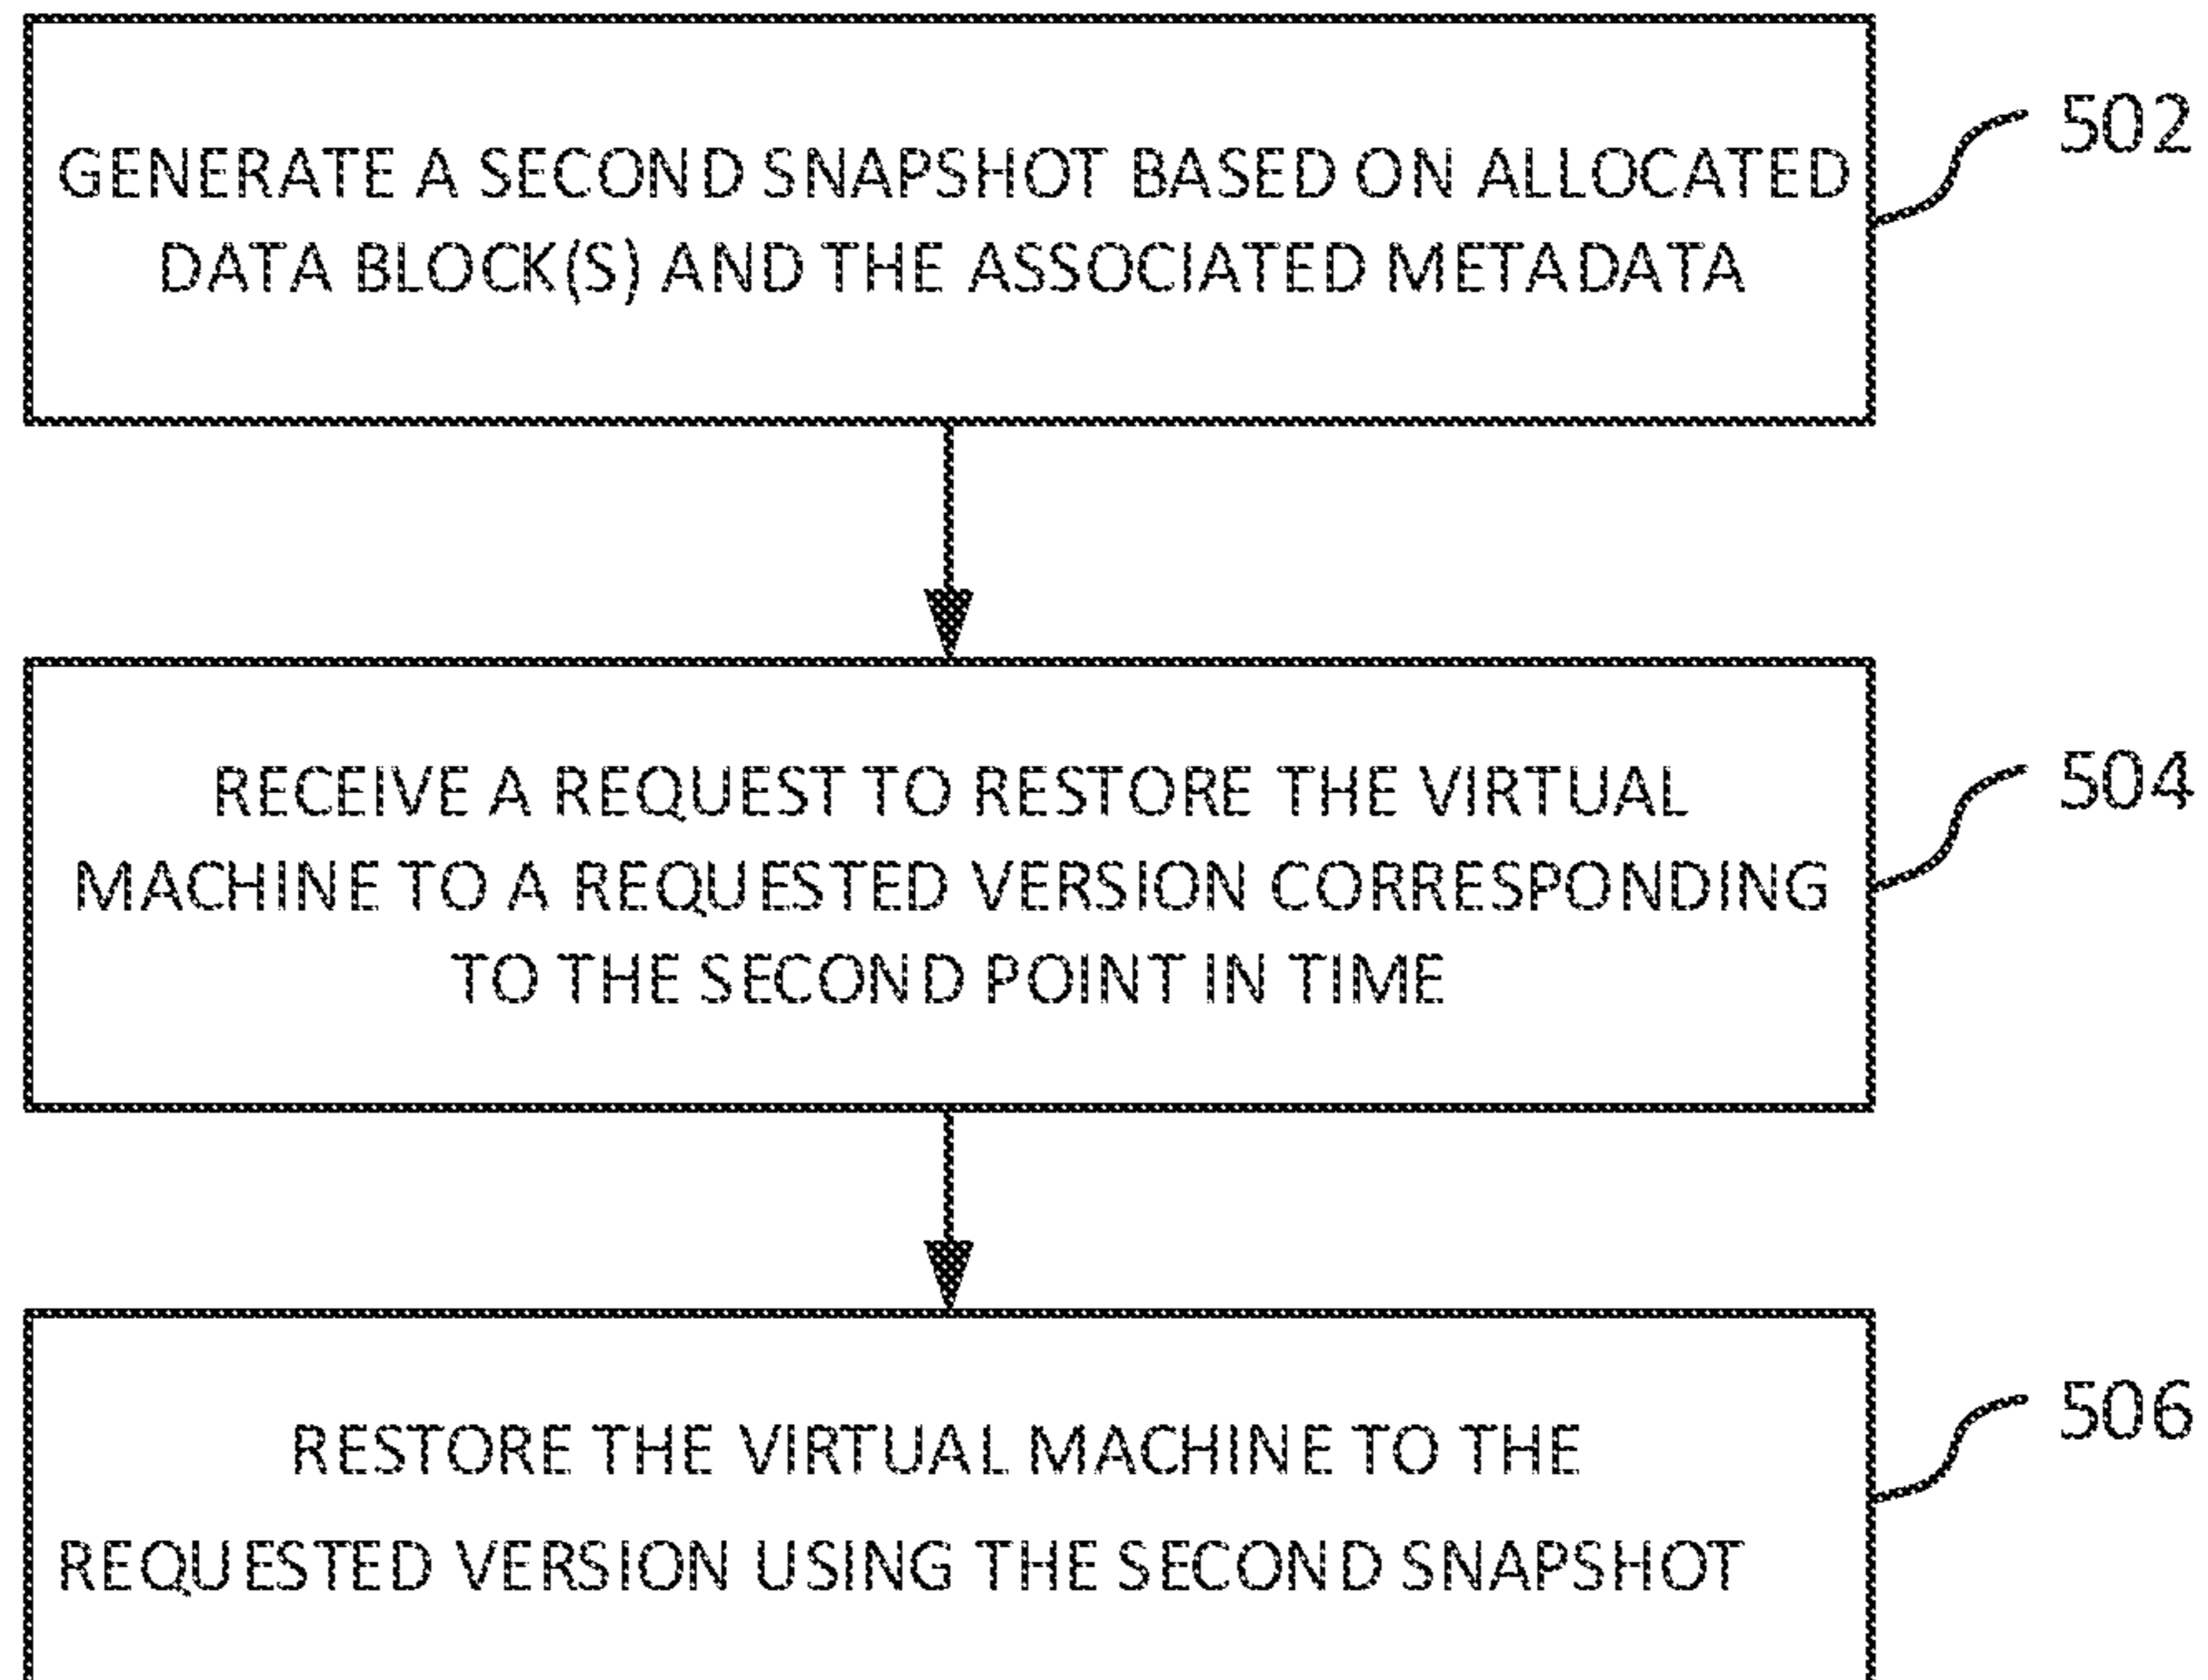 GENERATE A SECOND SNAPSHOT BASED ON ALLOCATED
DATA BLOCK(S) AND THE ASSOCIATED METADATA
502
RECEIVE A REQUEST TO RESTORE THE VIRTUAL
MACHINE TO A REQUESTED VERSION CORRESPONDING
TO THE SECOND POINT IN TIME
504
RESTORE THE VIRTUAL MACHINE TO THE
REQUESTED VERSION USING THE SECOND SNAPSHOT
506